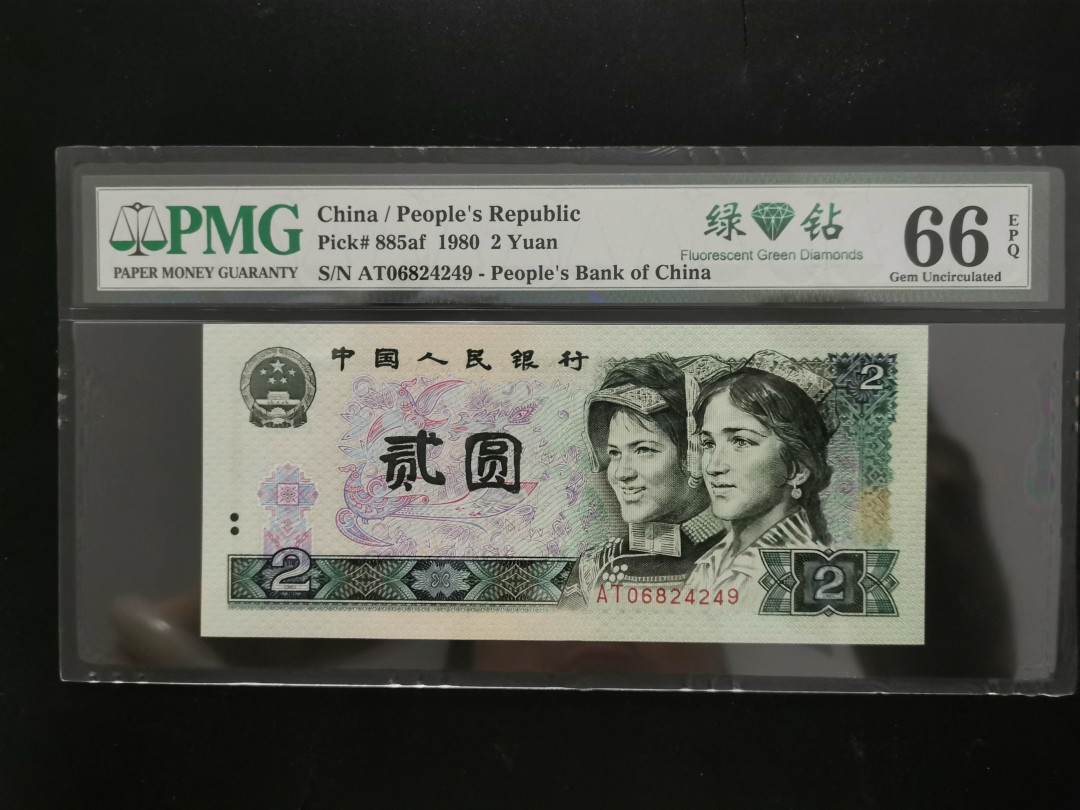 PMG
PAPER MONEY GUARANTY
China / People's Republic
Pick# 885af 1980 2 Yuan
S/N AT06824249 - People's Bank of China
绿 钻
Fluorescent Green Diamonds
66
EPQ
Gem Uncirculated
中国人民银行
2
贰圆
2
AT06824249
2